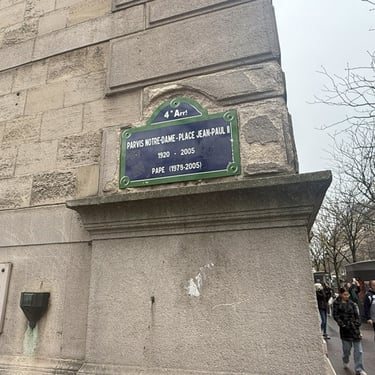 4e Arrt
PARVIS NOTRE-DAME-PLACE JEAN-PAUL II
1920 - 2005
PAPE (1978-2005)